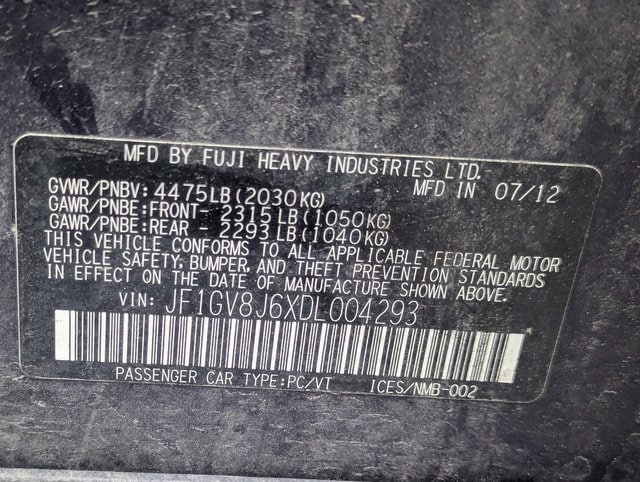 MFD BY FUJI HEAVY INDUSTRIES LTD.
MFD IN 07/12
GVWR/PNBV: 4475LB(2030KG)
GAWR/PNBE:FRONT- 2315LB(1050KG)
GAWR/PNBE:REAR - 2293LB(1040KG)
THIS VEHICLE CONFORMS TO ALL APPLICABLE FEDERAL MOTOR
VEHICLE SAFETY, BUMPER, AND THEFT PREVENTION STANDARDS
IN EFFECT ON THE DATE OF MANUFACTURE SHOWN ABOVE.
VIN: JF1GV8J6XDL004293
PASSENGER CAR TYPE:PC/VT ICES/NMB-002